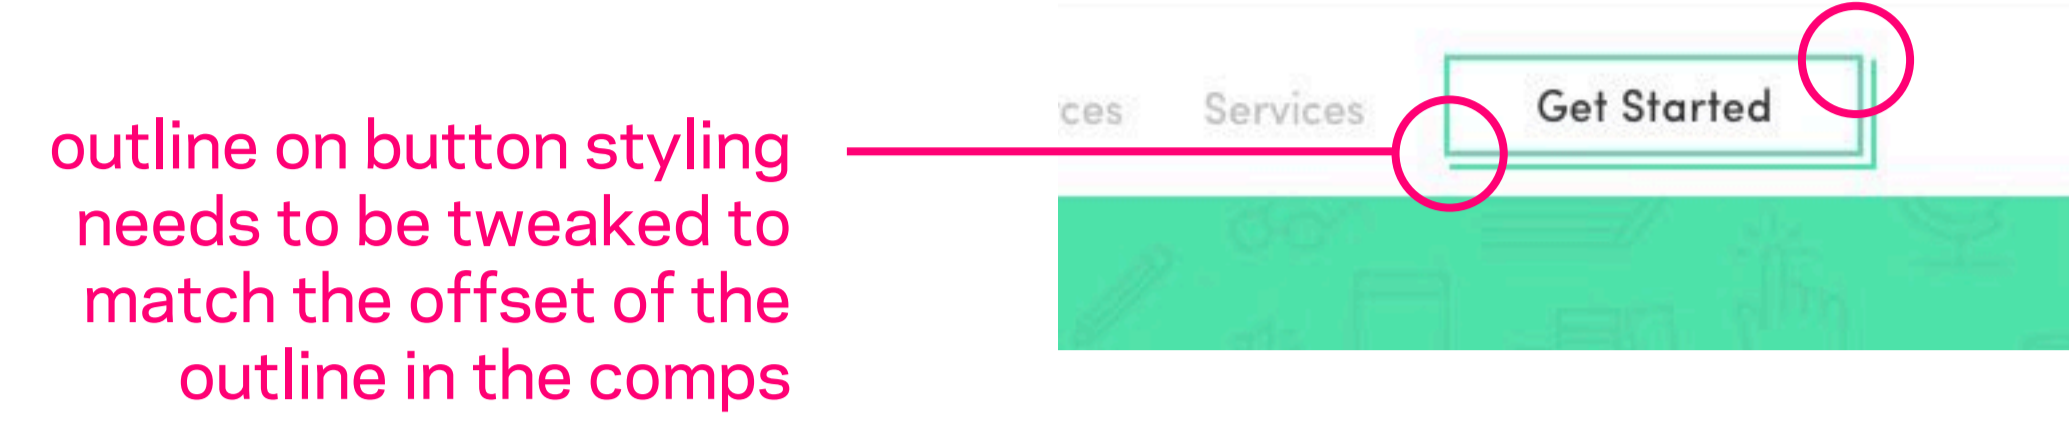 outline on button styling
needs to be tweaked to
match the offset of the
outline in the comps
ces Services Get Started